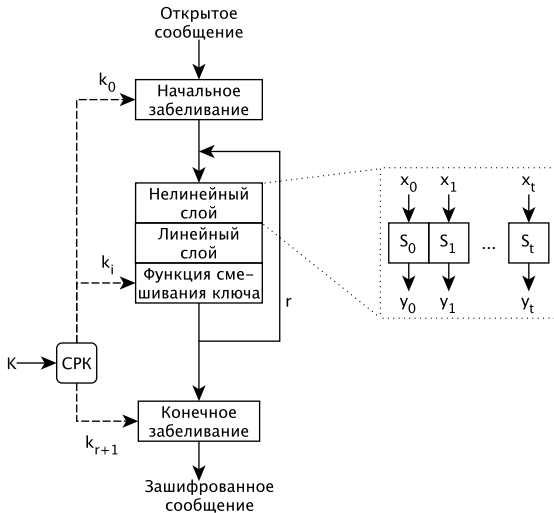 Открытое
сообщение
k0
Начальное
забеливание
Нелинейный
слой
Линейный
слой
ki
Функция сме-
шивания ключа
r
x0 x1 xt
S0 S1 ... St
y0 y1 yt
K
СРК
Конечное
забеливание
kr+1
Зашифрованное
сообщение